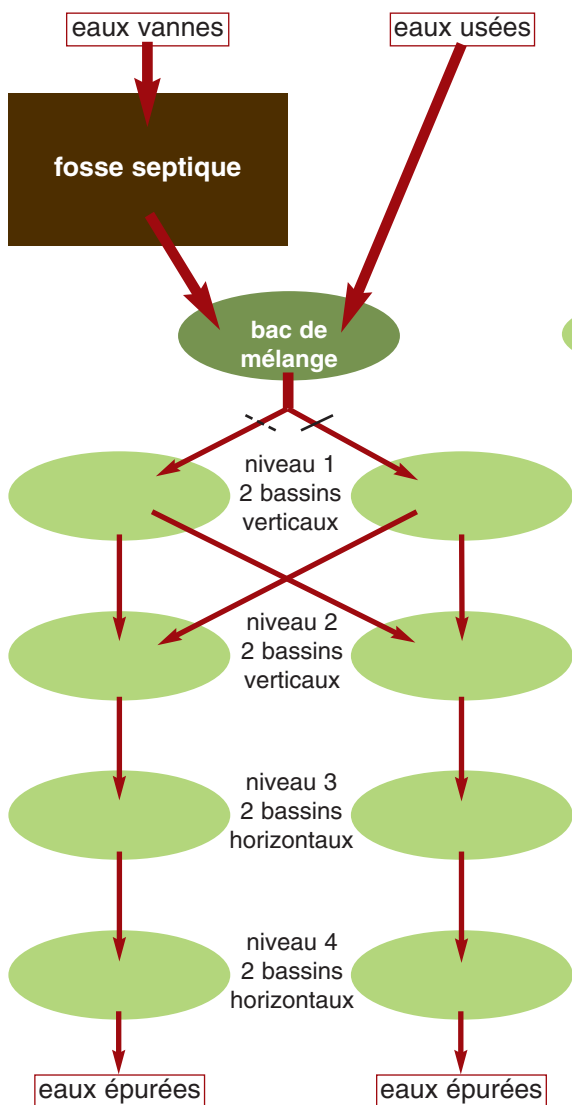 eaux vannes
eaux usées
fosse septique
bac de
mélange
niveau 1
2 bassins
verticaux
niveau 2
2 bassins
verticaux
niveau 3
2 bassins
horizontaux
niveau 4
2 bassins
horizontaux
eaux épurées
eaux épurées